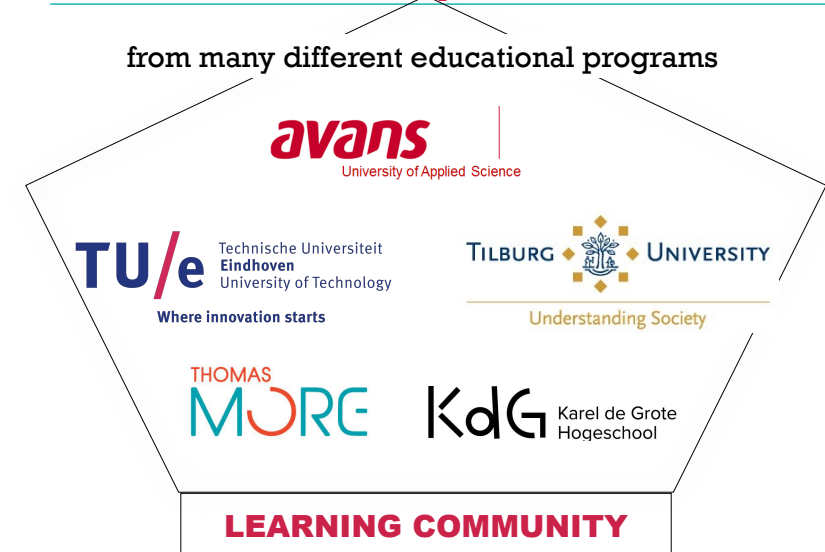 from many different educational programs
avans
University of Applied Science
TU/e Technische Universiteit
Eindhoven
University of Technology
Where innovation starts
TILBURG UNIVERSITY
Understanding Society
THOMAS
MORE
KdG Karel de Grote
Hogeschool
LEARNING COMMUNITY